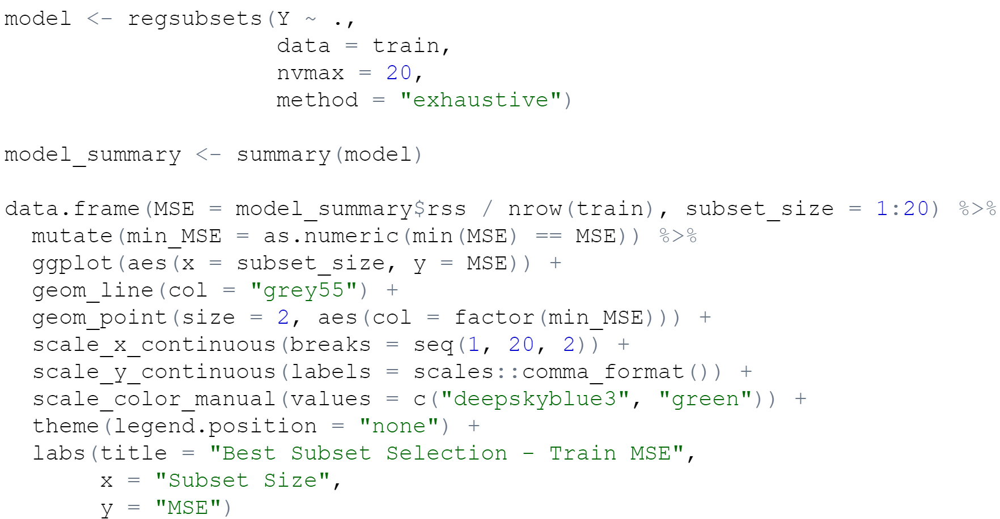 model <- regsubsets(Y ~ .,
                    data = train,
                    nvmax = 20,
                    method = "exhaustive")

model_summary <- summary(model)

data.frame(MSE = model_summary$rss / nrow(train), subset_size = 1:20) %>%
  mutate(min_MSE = as.numeric(min(MSE) == MSE)) %>%
  ggplot(aes(x = subset_size, y = MSE)) +
  geom_line(col = "grey55") +
  geom_point(size = 2, aes(col = factor(min_MSE))) +
  scale_x_continuous(breaks = seq(1, 20, 2)) +
  scale_y_continuous(labels = scales::comma_format()) +
  scale_color_manual(values = c("deepskyblue3", "green")) +
  theme(legend.position = "none") +
  labs(title = "Best Subset Selection - Train MSE",
       x = "Subset Size",
       y = "MSE")